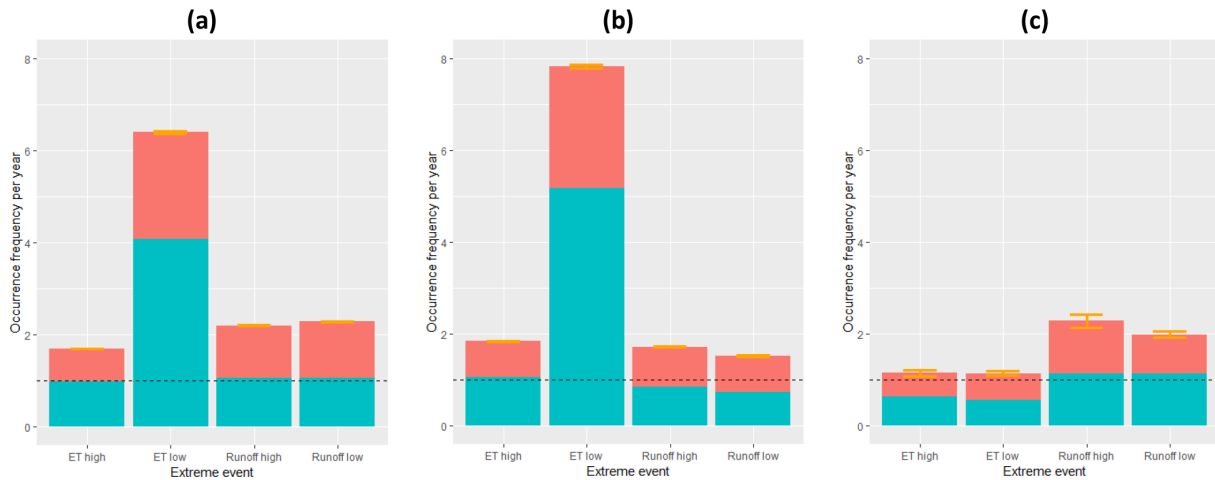 (a)
Occurrence frequency per year
8
6
4
2
0
ET high ET low Runoff high Runoff low
Extreme event
(b)
Occurrence frequency per year
8
6
4
2
0
ET high ET low Runoff high Runoff low
Extreme event
(c)
Occurrence frequency per year
8
6
4
2
0
ET high ET low Runoff high Runoff low
Extreme event